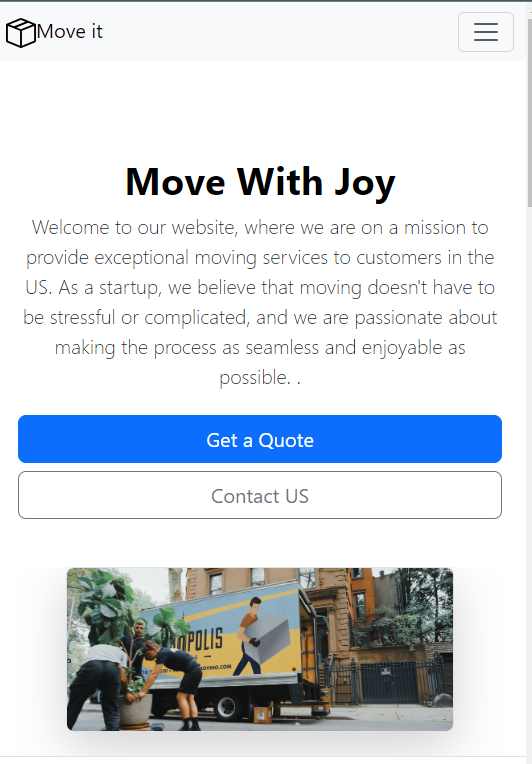 Move it
Move With Joy
Welcome to our website, where we are on a mission to
provide exceptional moving services to customers in the
US. As a startup, we believe that moving doesn't have to
be stressful or complicated, and we are passionate about
making the process as seamless and enjoyable as
possible. .
Get a Quote
Contact US